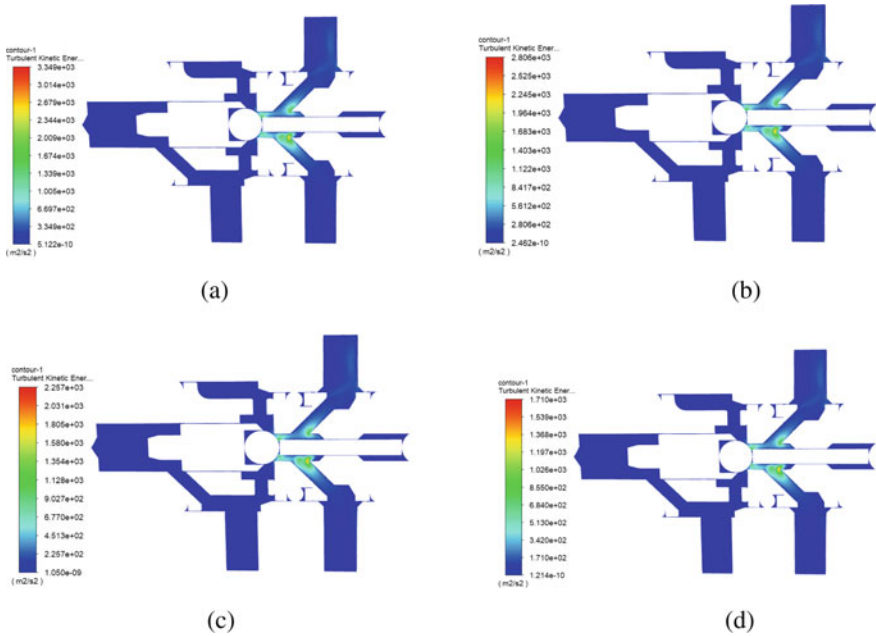 contour-1
Turbulent Kinetic Ener...
3.349e+03
3.014e+03
2.679e+03
2.344e+03
2.009e+03
1.674e+03
1.339e+03
1.005e+03
6.697e+02
3.349e+02
5.122e-10
( m2/s2 )
(a)
contour-1
Turbulent Kinetic Ener...
2.806e+03
2.525e+03
2.245e+03
1.964e+03
1.683e+03
1.403e+03
1.122e+03
8.417e+02
5.612e+02
2.806e+02
2.462e-10
( m2/s2 )
(b)
contour-1
Turbulent Kinetic Ener...
2.257e+03
2.031e+03
1.805e+03
1.580e+03
1.354e+03
1.128e+03
9.027e+02
6.770e+02
4.513e+02
2.257e+02
1.050e-09
( m2/s2 )
(c)
contour-1
Turbulent Kinetic Ener...
1.710e+03
1.539e+03
1.368e+03
1.197e+03
1.026e+03
8.550e+02
6.840e+02
5.130e+02
3.420e+02
1.710e+02
1.214e-10
( m2/s2 )
(d)